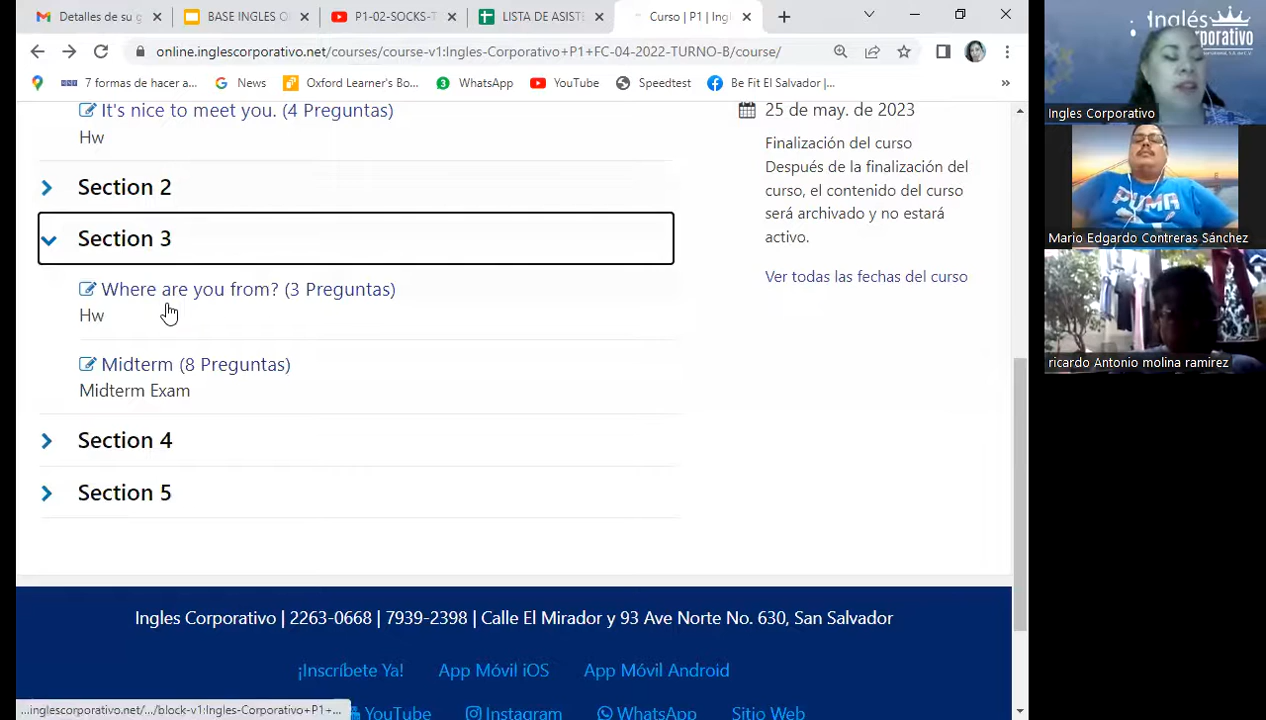 Detalles de su g
BASE INGLES O
P1-02-SOCKS-T
LISTA DE ASIST
Curso | P1 | Ingl
online.inglescorporativo.net/courses/course-v1:Ingles-Corporativo+P1+FC-04-2022-TURNO-B/course/
7 formas de hacer a...
News
Oxford Learner's Bo...
WhatsApp
YouTube
Speedtest
Be Fit El Salvador |...
»
It's nice to meet you. (4 Preguntas)
Hw
Section 2
Section 3
Where are you from? (3 Preguntas)
Hw
Midterm (8 Preguntas)
Midterm Exam
Section 4
Section 5
25 de may. de 2023
Finalización del curso
Después de la finalización del
curso, el contenido del curso
será archivado y no estará
activo.
Ver todas las fechas del curso
Ingles Corporativo | 2263-0668 | 7939-2398 | Calle El Mirador y 93 Ave Norte No. 630, San Salvador
¡Inscríbete Ya!
App Móvil iOS
App Móvil Android
YouTube
Instagram
WhatsApp
Sitio Web
...inglescorporativo.net/.../block-v1:Ingles-Corporativo+P1+...
Inglés
Ingles Corporativo
PUMA
Mario Edgardo Contreras Sánchez
ricardo Antonio molina ramirez